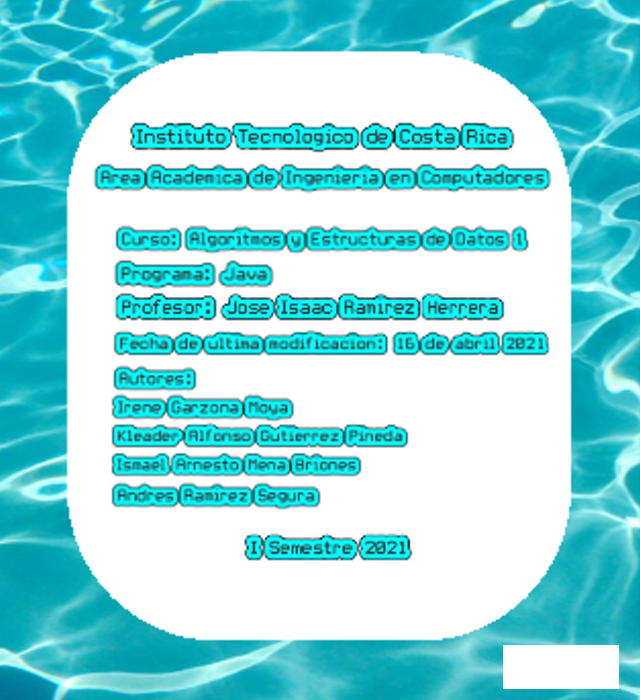 Instituto Tecnologico de Costa Rica
Area Academica de Ingenieria en Computadores
Curso: Algoritmos y Estructuras de Datos 1
Programa: Java
Profesor: Jose Isaac Ramirez Herrera
Fecha de ultima modificacion: 16 de abril 2021
Autores:
Irene Garzona Moya
Kleader Alfonso Gutierrez Pineda
Ismael Arnesto Mena Briones
Andres Ramirez Segura
I Semestre 2021